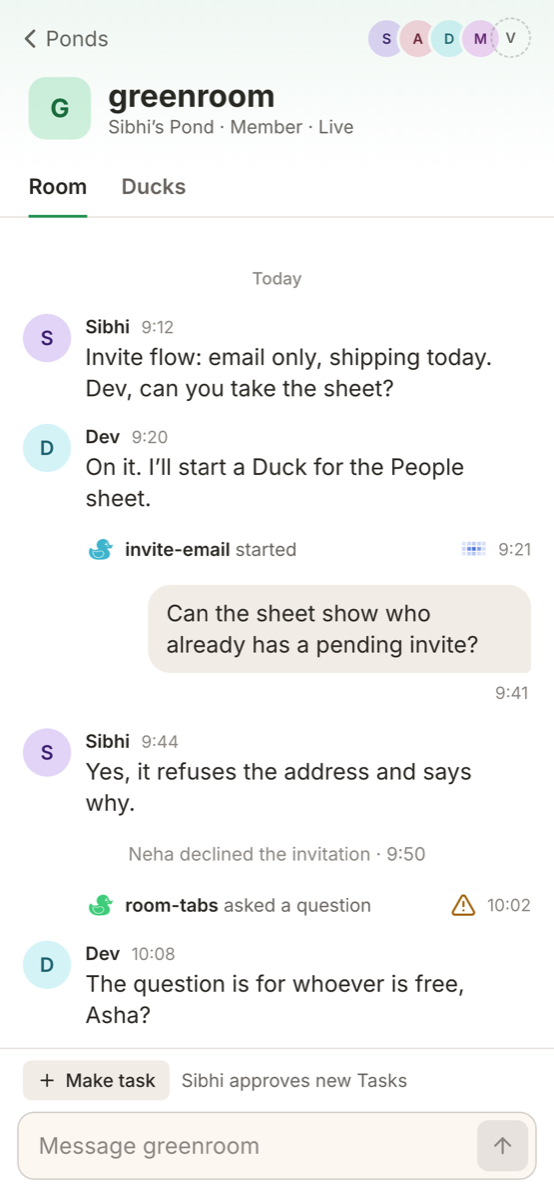 Ponds
S A D M V
G
greenroom
Sibhi’s Pond · Member · Live
Room Ducks
Today
S
Sibhi 9:12
Invite flow: email only, shipping today.
Dev, can you take the sheet?
D
Dev 9:20
On it. I’ll start a Duck for the People
sheet.
invite-email started 9:21
Can the sheet show who
already has a pending invite?
9:41
S
Sibhi 9:44
Yes, it refuses the address and says
why.
Neha declined the invitation · 9:50
room-tabs asked a question 10:02
D
Dev 10:08
The question is for whoever is free,
Asha?
+ Make task Sibhi approves new Tasks
Message greenroom